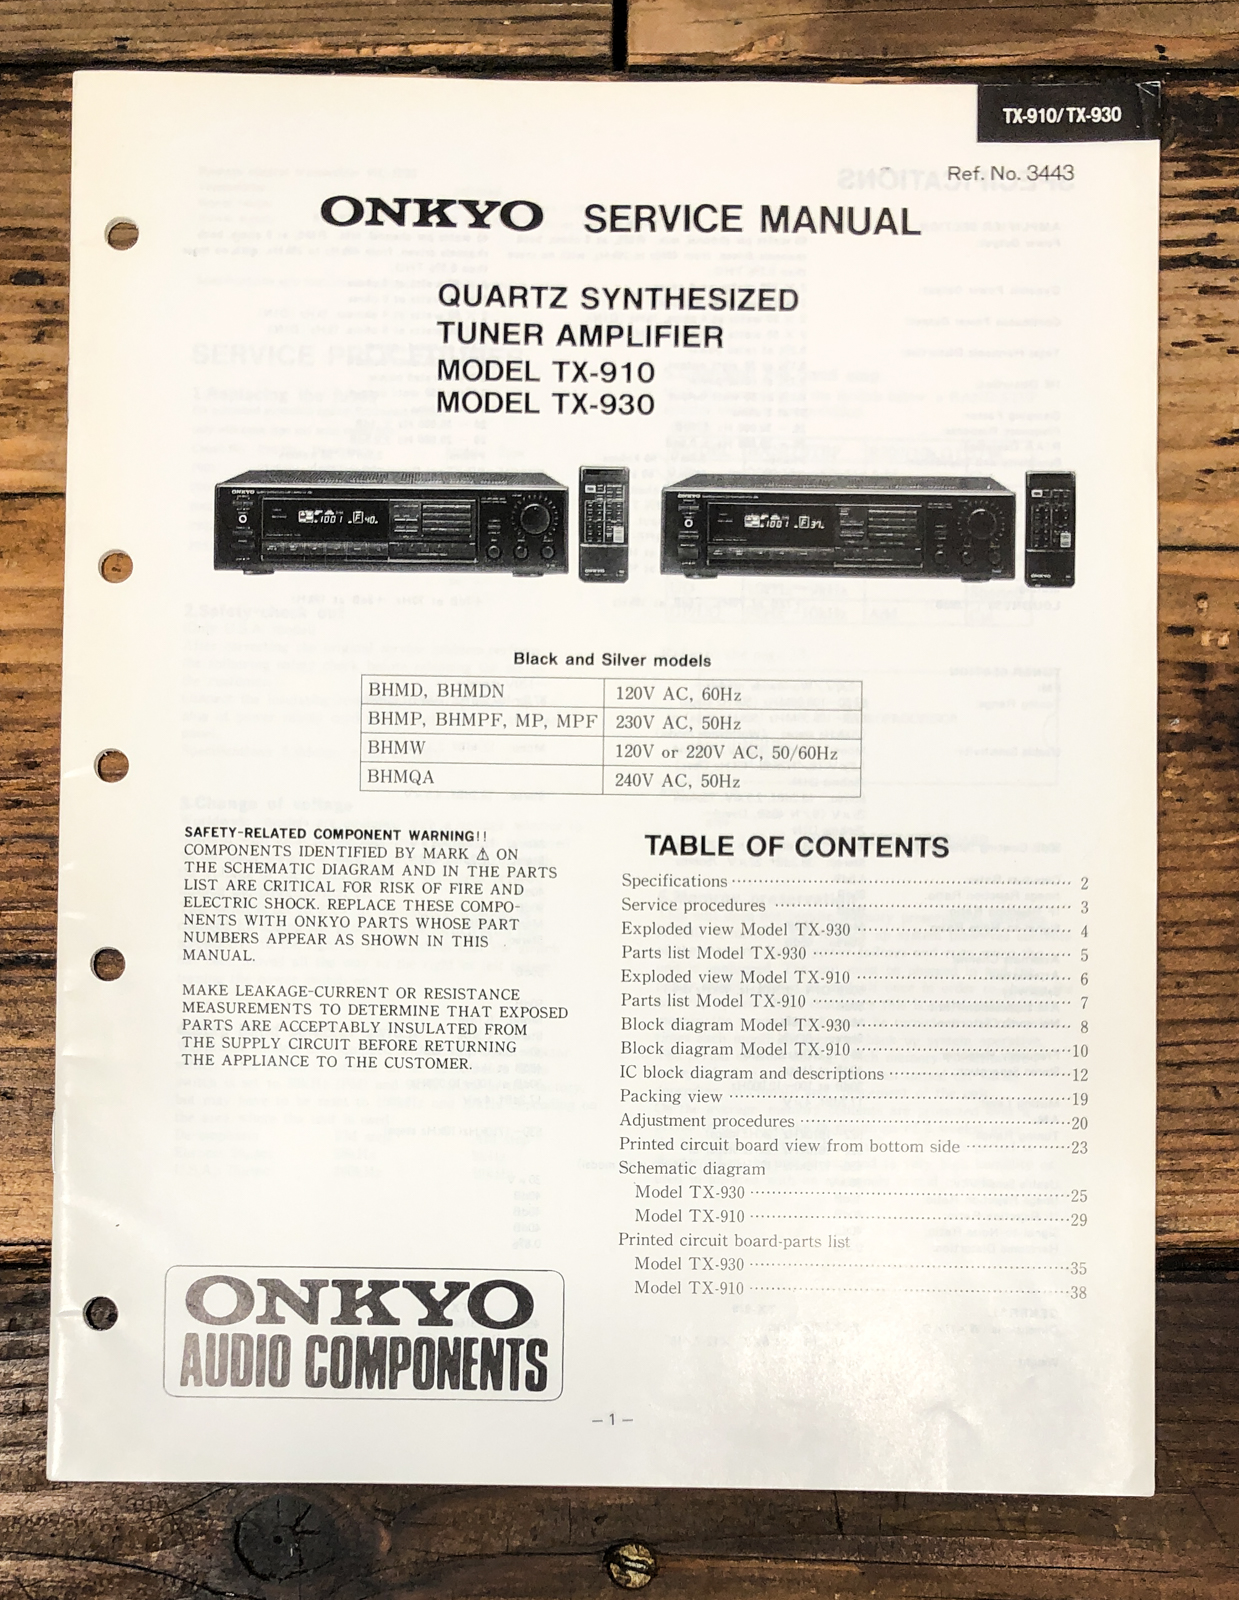 TX-910/TX-930
Ref. No. 3443
ONKYO SERVICE MANUAL
QUARTZ SYNTHESIZED
TUNER AMPLIFIER
MODEL TX-910
MODEL TX-930
ONKYO
ONKYO
ONKYO
ONKYO
Black and Silver models
BHMD, BHMDN 120V AC, 60Hz
BHMP, BHMPF, MP, MPF 230V AC, 50Hz
BHMW 120V or 220V AC, 50/60Hz
BHMQA 240V AC, 50Hz
SAFETY-RELATED COMPONENT WARNING!!
COMPONENTS IDENTIFIED BY MARK ⚠ ON
THE SCHEMATIC DIAGRAM AND IN THE PARTS
LIST ARE CRITICAL FOR RISK OF FIRE AND
ELECTRIC SHOCK. REPLACE THESE COMPO-
NENTS WITH ONKYO PARTS WHOSE PART
NUMBERS APPEAR AS SHOWN IN THIS
MANUAL.
MAKE LEAKAGE-CURRENT OR RESISTANCE
MEASUREMENTS TO DETERMINE THAT EXPOSED
PARTS ARE ACCEPTABLY INSULATED FROM
THE SUPPLY CIRCUIT BEFORE RETURNING
THE APPLIANCE TO THE CUSTOMER.
TABLE OF CONTENTS
Specifications 2
Service procedures 3
Exploded view Model TX-930 4
Parts list Model TX-930 5
Exploded view Model TX-910 6
Parts list Model TX-910 7
Block diagram Model TX-930 8
Block diagram Model TX-910 10
IC block diagram and descriptions 12
Packing view 19
Adjustment procedures 20
Printed circuit board view from bottom side 23
Schematic diagram
Model TX-930 25
Model TX-910 29
Printed circuit board-parts list
Model TX-930 35
Model TX-910 38
ONKYO
AUDIO COMPONENTS
– 1 –